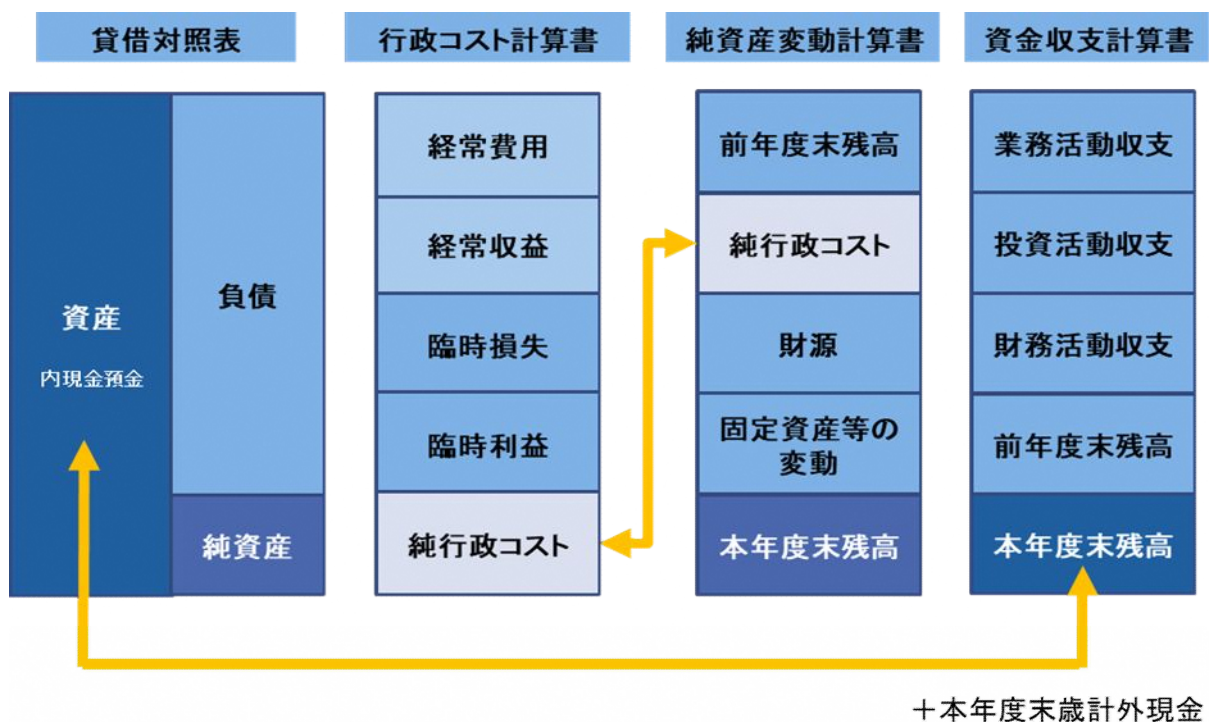 貸借対照表
資産
内現金預金
負債
純資産
行政コスト計算書
経常費用
経常収益
臨時損失
臨時利益
純行政コスト
純資産変動計算書
前年度末残高
純行政コスト
財源
固定資産等の
変動
本年度末残高
資金収支計算書
業務活動収支
投資活動収支
財務活動収支
前年度末残高
本年度末残高
＋本年度末歳計外現金